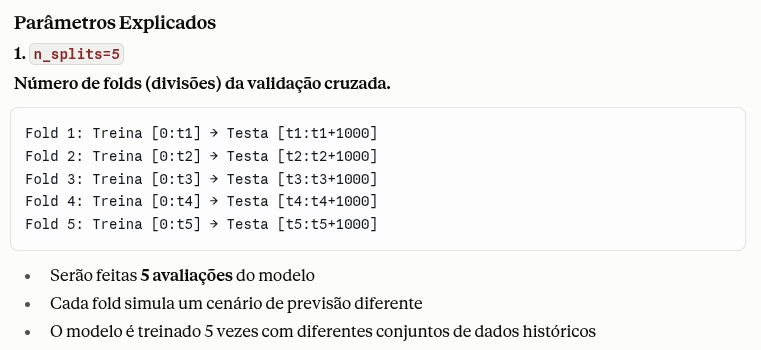 Parâmetros Explicados
1. n_splits=5
Número de folds (divisões) da validação cruzada.
Fold 1: Treina [0:t1] → Testa [t1:t1+1000]
Fold 2: Treina [0:t2] → Testa [t2:t2+1000]
Fold 3: Treina [0:t3] → Testa [t3:t3+1000]
Fold 4: Treina [0:t4] → Testa [t4:t4+1000]
Fold 5: Treina [0:t5] → Testa [t5:t5+1000]
• Serão feitas 5 avaliações do modelo
• Cada fold simula um cenário de previsão diferente
• O modelo é treinado 5 vezes com diferentes conjuntos de dados históricos